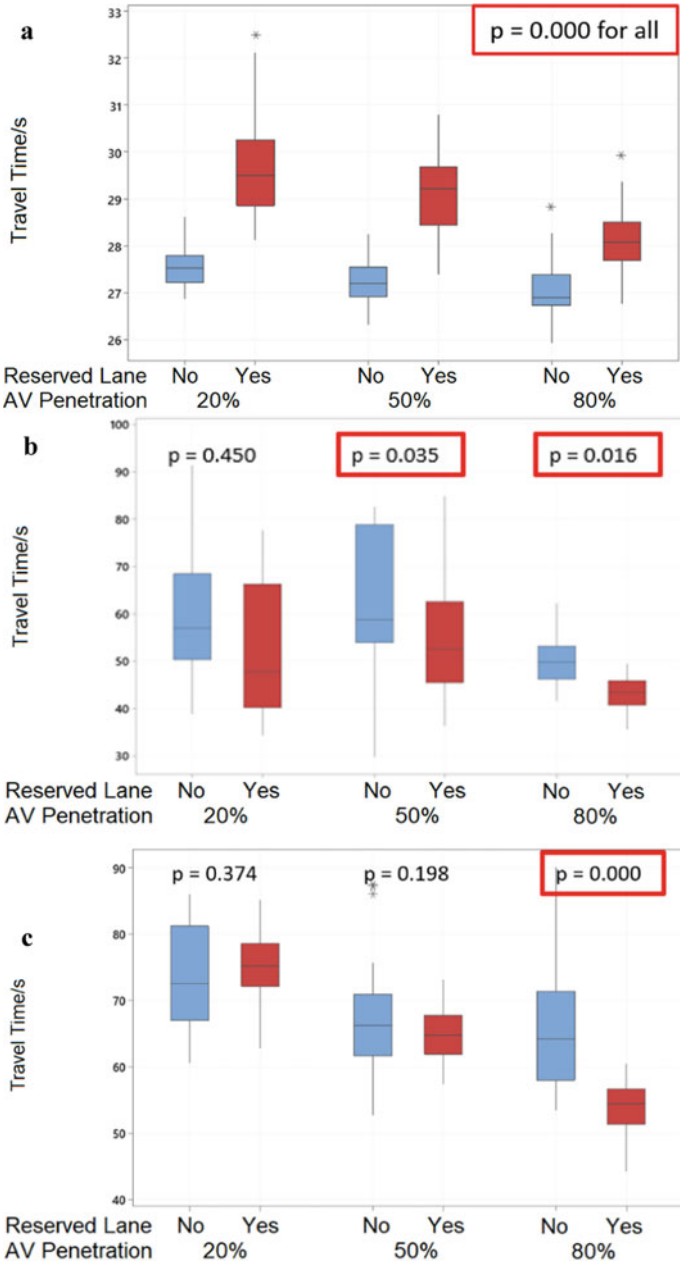 a
p = 0.000 for all
33
32
31
30
29
28
27
26
Travel Time/s
Reserved Lane No Yes No Yes No Yes
AV Penetration 20% 50% 80%
b
p = 0.450 p = 0.035 p = 0.016
100
90
80
70
60
50
40
30
Travel Time/s
Reserved Lane No Yes No Yes No Yes
AV Penetration 20% 50% 80%
c
p = 0.374 p = 0.198 p = 0.000
90
80
70
60
50
40
Travel Time/s
Reserved Lane No Yes No Yes No Yes
AV Penetration 20% 50% 80%